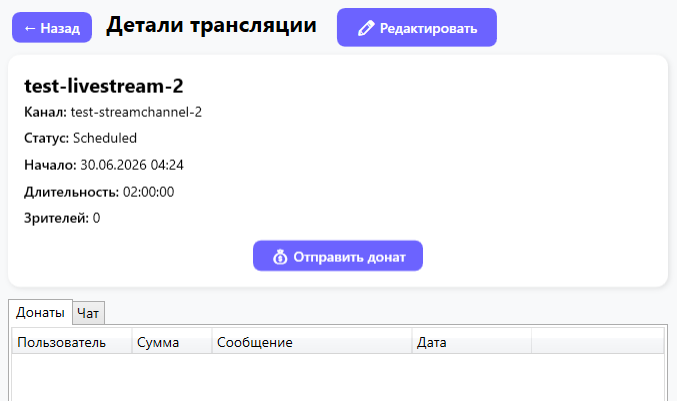 ← Назад Детали трансляции Редактировать
test-livestream-2
Канал: test-streamchannel-2
Статус: Scheduled
Начало: 30.06.2026 04:24
Длительность: 02:00:00
Зрителей: 0
Отправить донат
Донаты Чат
Пользователь Сумма Сообщение Дата